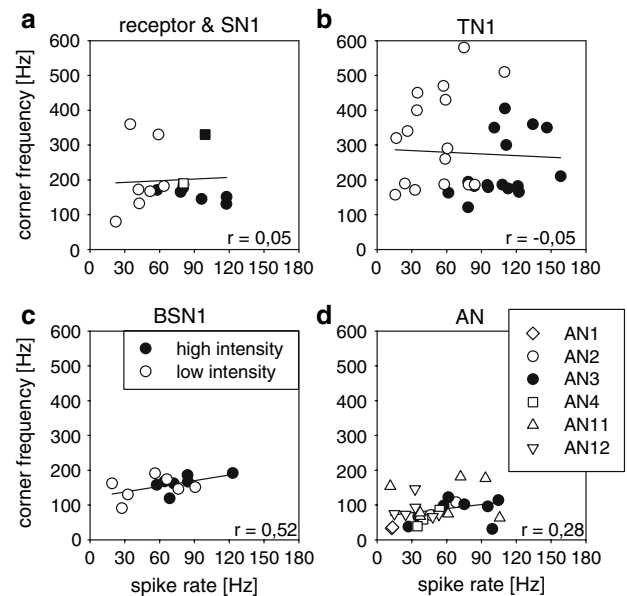 a receptor & SN1
b TN1
corner frequency [Hz]
600
500
400
300
200
100
0
0 30 60 90 120 150 180
r = 0,05
600
500
400
300
200
100
0
0 30 60 90 120 150 180
r = -0,05
c BSN1
d AN
corner frequency [Hz]
600
500
400
300
200
100
0
0 30 60 90 120 150 180
spike rate [Hz]
high intensity
low intensity
r = 0,52
600
500
400
300
200
100
0
0 30 60 90 120 150 180
spike rate [Hz]
AN1
AN2
AN3
AN4
AN11
AN12
r = 0,28